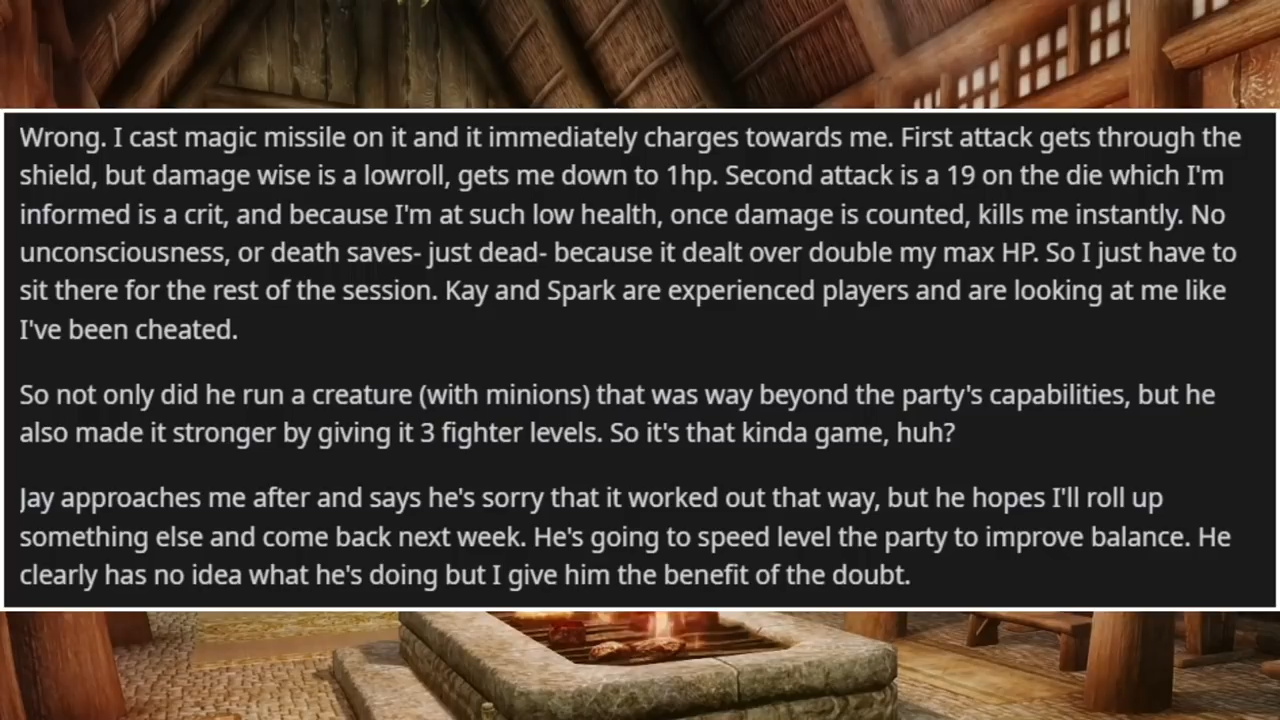 Wrong. I cast magic missile on it and it immediately charges towards me. First attack gets through the
shield, but damage wise is a lowroll, gets me down to 1hp. Second attack is a 19 on the die which I'm
informed is a crit, and because I'm at such low health, once damage is counted, kills me instantly. No
unconsciousness, or death saves- just dead- because it dealt over double my max HP. So I just have to
sit there for the rest of the session. Kay and Spark are experienced players and are looking at me like
I've been cheated.
So not only did he run a creature (with minions) that was way beyond the party's capabilities, but he
also made it stronger by giving it 3 fighter levels. So it's that kinda game, huh?
Jay approaches me after and says he's sorry that it worked out that way, but he hopes I'll roll up
something else and come back next week. He's going to speed level the party to improve balance. He
clearly has no idea what he's doing but I give him the benefit of the doubt.